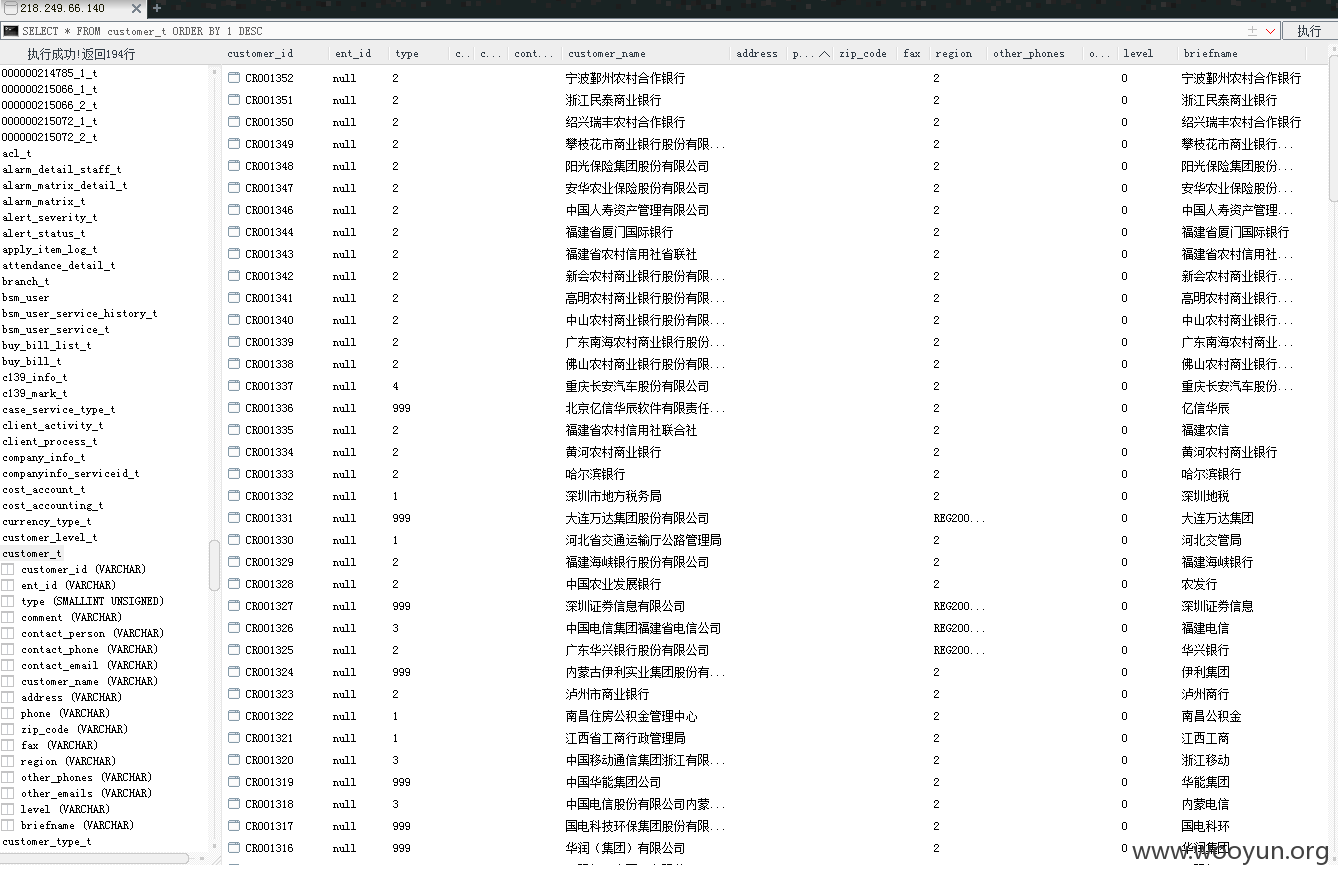 218.249.66.140
SELECT * FROM customer_t ORDER BY 1 DESC
执行
执行成功!返回194行
000000214785_1_t
000000215066_1_t
000000215066_2_t
000000215072_1_t
000000215072_2_t
acl_t
alarm_detail_staff_t
alarm_matrix_detail_t
alarm_matrix_t
alert_severity_t
alert_status_t
apply_item_log_t
attendance_detail_t
branch_t
bsm_user
bsm_user_service_history_t
bsm_user_service_t
buy_bill_list_t
buy_bill_t
c139_info_t
c139_mark_t
case_service_type_t
client_activity_t
client_process_t
company_info_t
companyinfo_serviceid_t
cost_account_t
cost_accounting_t
currency_type_t
customer_level_t
customer_t
customer_id (VARCHAR)
ent_id (VARCHAR)
type (SMALLINT UNSIGNED)
comment (VARCHAR)
contact_person (VARCHAR)
contact_phone (VARCHAR)
contact_email (VARCHAR)
customer_name (VARCHAR)
address (VARCHAR)
phone (VARCHAR)
zip_code (VARCHAR)
fax (VARCHAR)
region (VARCHAR)
other_phones (VARCHAR)
other_emails (VARCHAR)
level (VARCHAR)
briefname (VARCHAR)
customer_type_t
customer_id ent_id type c.. c... cont... customer_name address p... zip_code fax region other_phones o... level briefname
CR001352 null 2 宁波鄞州农村合作银行 2 0 宁波鄞州农村合作银行
CR001351 null 2 浙江民泰商业银行 2 0 浙江民泰商业银行
CR001350 null 2 绍兴瑞丰农村合作银行 2 0 绍兴瑞丰农村合作银行
CR001349 null 2 攀枝花市商业银行股份有限... 2 0 攀枝花市商业银行...
CR001348 null 2 阳光保险集团股份有限公司 2 0 阳光保险集团股份...
CR001347 null 2 安华农业保险股份有限公司 2 0 安华农业保险股份...
CR001346 null 2 中国人寿资产管理有限公司 2 0 中国人寿资产管理...
CR001344 null 2 福建省厦门国际银行 2 0 福建省厦门国际银行
CR001343 null 2 福建省农村信用社省联社 2 0 福建省农村信用社...
CR001342 null 2 新会农村商业银行股份有限... 2 0 新会农村商业银行...
CR001341 null 2 高明农村商业银行股份有限... 2 0 高明农村商业银行...
CR001340 null 2 中山农村商业银行股份有限... 2 0 中山农村商业银行...
CR001339 null 2 广东南海农村商业银行股份... 2 0 广东南海农村商业...
CR001338 null 2 佛山农村商业银行股份有限... 2 0 佛山农村商业银行...
CR001337 null 4 重庆长安汽车股份有限公司 2 0 重庆长安汽车股份...
CR001336 null 999 北京亿信华辰软件有限责任... 2 0 亿信华辰
CR001335 null 2 福建省农村信用社联合社 2 0 福建农信
CR001334 null 2 黄河农村商业银行 2 0 黄河农村商业银行
CR001333 null 2 哈尔滨银行 2 0 哈尔滨银行
CR001332 null 1 深圳市地方税务局 2 0 深圳地税
CR001331 null 999 大连万达集团股份有限公司 REG200... 0 大连万达集团
CR001330 null 1 河北省交通运输厅公路管理局 2 0 河北交管局
CR001329 null 2 福建海峡银行股份有限公司 2 0 福建海峡银行
CR001328 null 2 中国农业发展银行 2 0 农发行
CR001327 null 999 深圳证券信息有限公司 REG200... 0 深圳证券信息
CR001326 null 3 中国电信集团福建省电信公司 REG200... 0 福建电信
CR001325 null 2 广东华兴银行股份有限公司 REG200... 0 华兴银行
CR001324 null 999 内蒙古伊利实业集团股份有... 2 0 伊利集团
CR001323 null 2 泸州市商业银行 2 0 泸州商行
CR001322 null 1 南昌住房公积金管理中心 2 0 南昌公积金
CR001321 null 1 江西省工商行政管理局 2 0 江西工商
CR001320 null 3 中国移动通信集团浙江有限... 2 0 浙江移动
CR001319 null 999 中国华能集团公司 2 0 华能集团
CR001318 null 3 中国电信股份有限公司内蒙... 2 0 内蒙电信
CR001317 null 999 国电科技环保集团股份有限... 2 0 国电科环
CR001316 null 999 华润（集团）有限公司 2 0 华润集团
www.wooyun.org